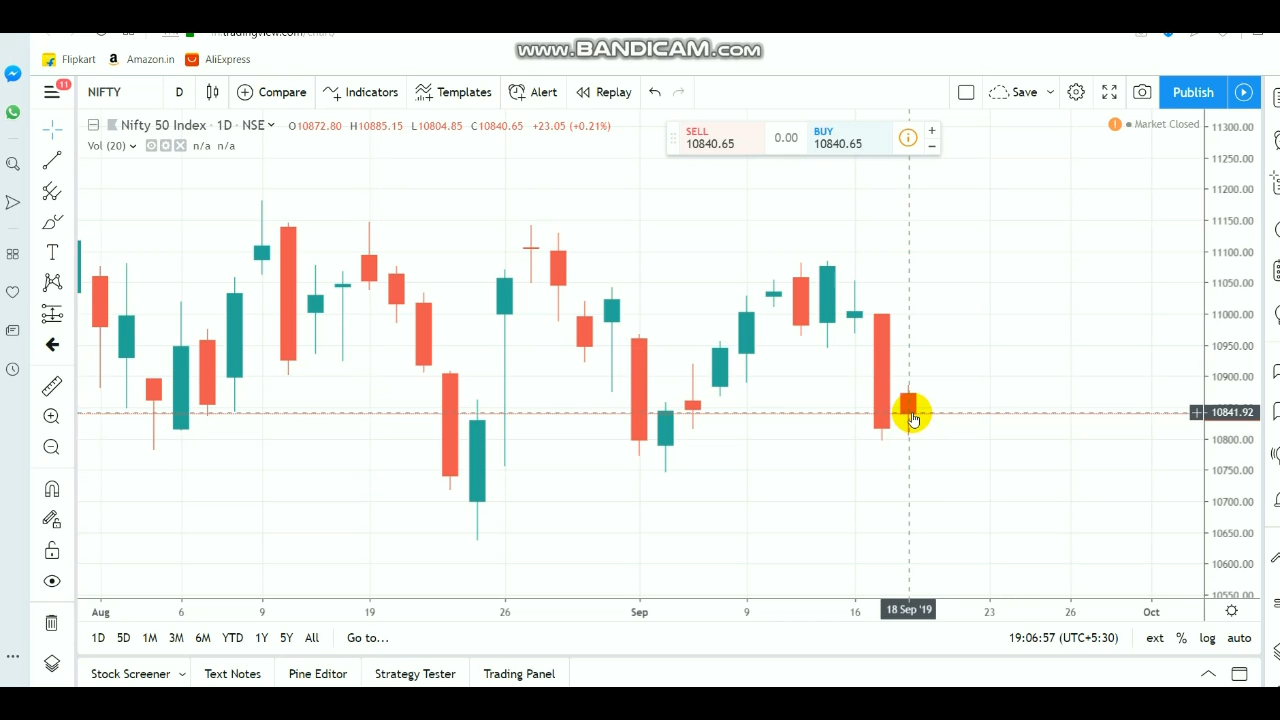 www.BANDICAM.com
Flipkart Amazon.in AliExpress
11
NIFTY D Compare Indicators Templates Alert Replay Save Publish
Nifty 50 Index · 1D · NSE O10872.80 H10885.15 L10804.85 C10840.65 +23.05 (+0.21%)
Vol (20) n/a n/a
SELL 10840.65 0.00 BUY 10840.65
! Market Closed
11300.00
11250.00
11200.00
11150.00
11100.00
11050.00
11000.00
10950.00
10900.00
10841.92
10800.00
10750.00
10700.00
10650.00
10600.00
10550.00
Aug 6 9 19 26 Sep 9 16 18 Sep '19 23 26 Oct
1D 5D 1M 3M 6M YTD 1Y 5Y All Go to... 19:06:57 (UTC+5:30) ext % log auto
Stock Screener Text Notes Pine Editor Strategy Tester Trading Panel